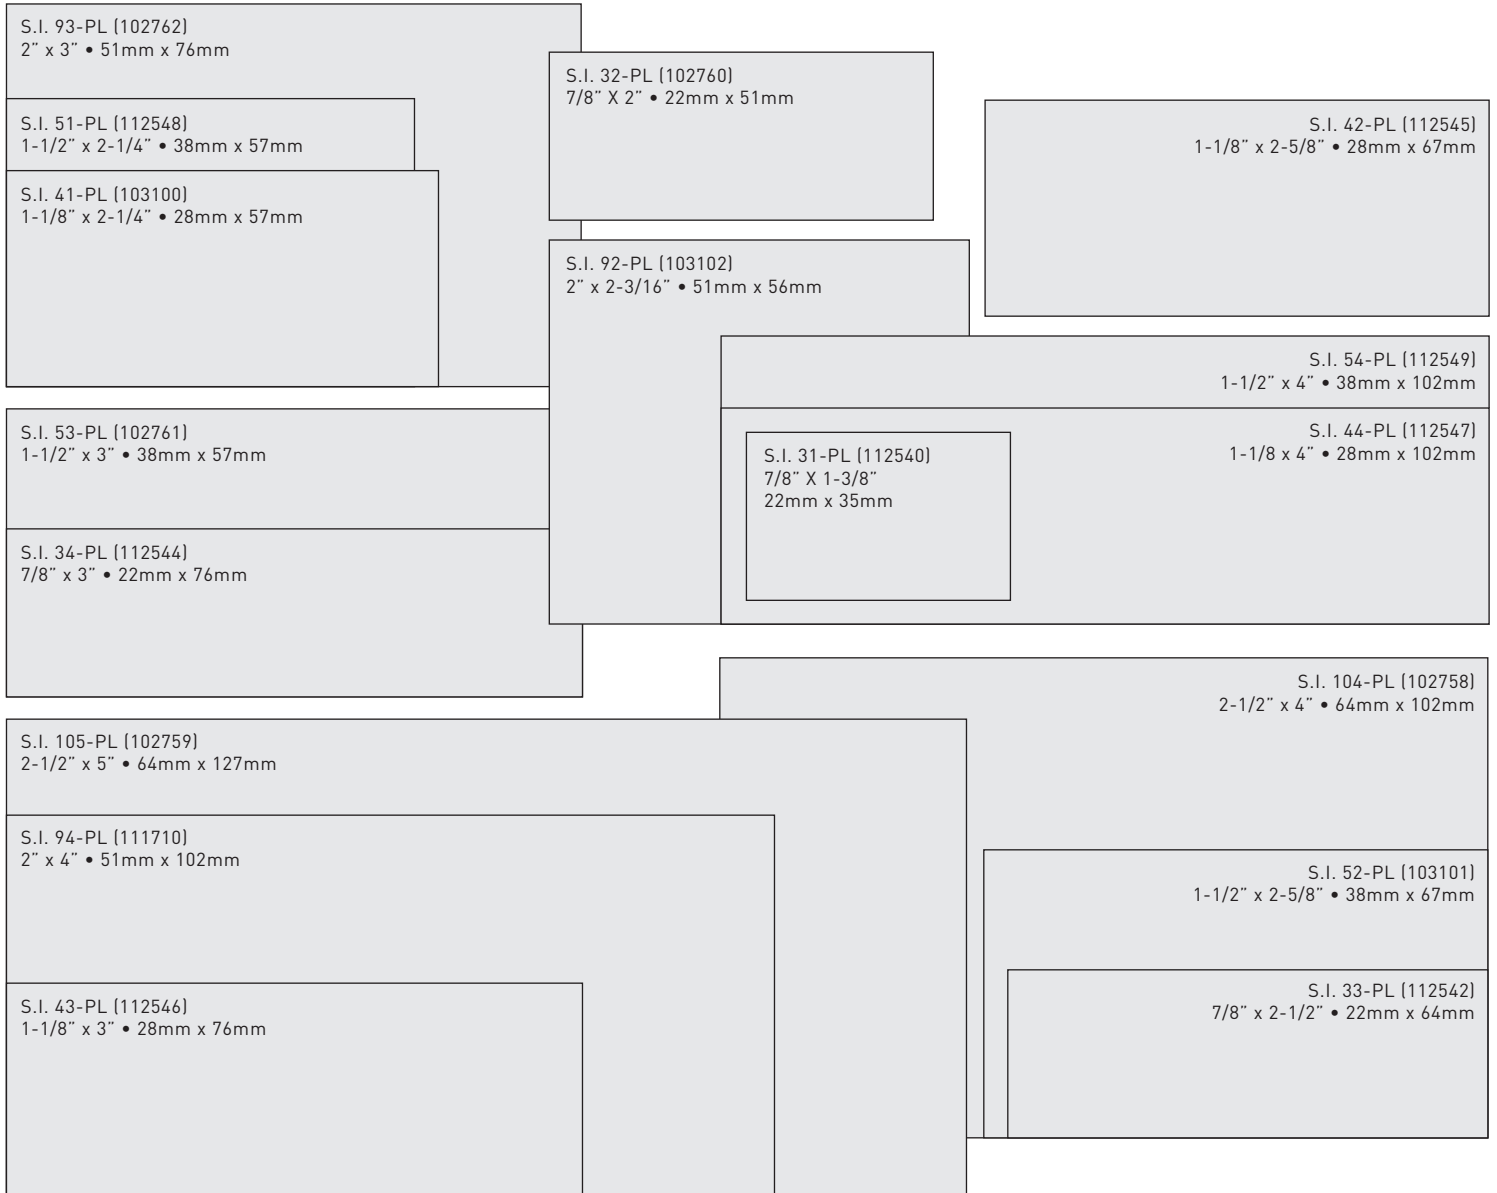 S.I. 93-PL (102762)
2” x 3” • 51mm x 76mm
S.I. 51-PL (112548)
1-1/2” x 2-1/4” • 38mm x 57mm
S.I. 41-PL (103100)
1-1/8” x 2-1/4” • 28mm x 57mm
S.I. 32-PL (102760)
7/8” X 2” • 22mm x 51mm
S.I. 42-PL (112545)
1-1/8” x 2-5/8” • 28mm x 67mm
S.I. 92-PL (103102)
2” x 2-3/16” • 51mm x 56mm
S.I. 54-PL (112549)
1-1/2” x 4” • 38mm x 102mm
S.I. 44-PL (112547)
1-1/8 x 4” • 28mm x 102mm
S.I. 31-PL (112540)
7/8” X 1-3/8”
22mm x 35mm
S.I. 53-PL (102761)
1-1/2” x 3” • 38mm x 57mm
S.I. 34-PL (112544)
7/8” x 3” • 22mm x 76mm
S.I. 104-PL (102758)
2-1/2” x 4” • 64mm x 102mm
S.I. 105-PL (102759)
2-1/2” x 5” • 64mm x 127mm
S.I. 94-PL (111710)
2” x 4” • 51mm x 102mm
S.I. 52-PL (103101)
1-1/2” x 2-5/8” • 38mm x 67mm
S.I. 33-PL (112542)
7/8” x 2-1/2” • 22mm x 64mm
S.I. 43-PL (112546)
1-1/8” x 3” • 28mm x 76mm